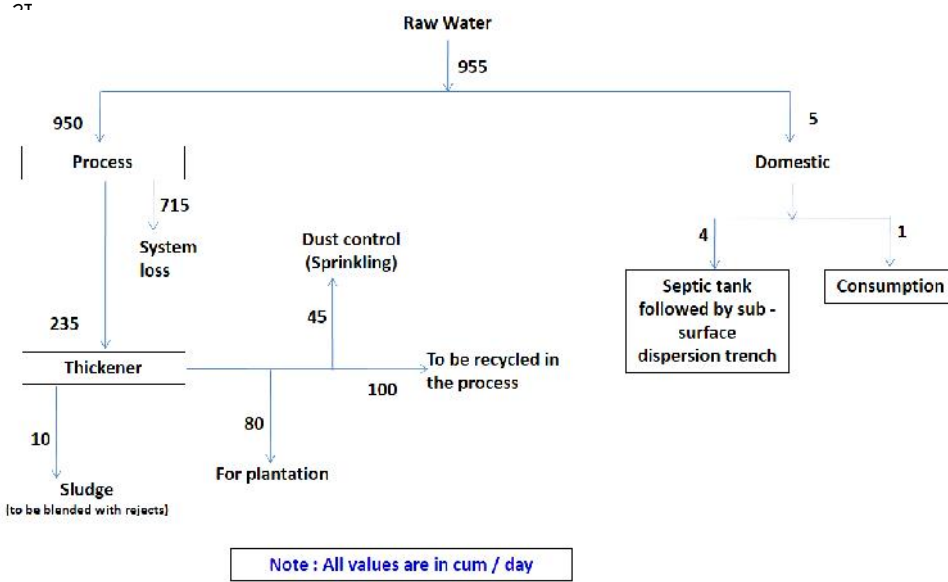 Raw Water
955
950
5
Process
Domestic
715
System
loss
Dust control
(Sprinkling)
4
1
Septic tank
followed by sub -
surface
dispersion trench
Consumption
235
45
Thickener
To be recycled in
the process
100
10
80
For plantation
Sludge
(to be blended with rejects)
Note : All values are in cum / day